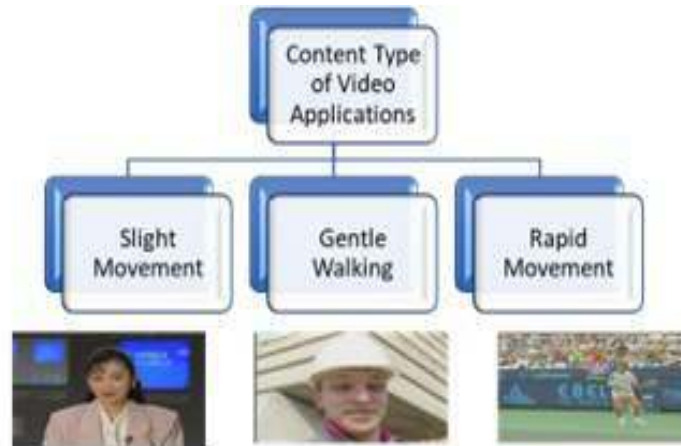 Content Type
of Video
Applications
Slight
Movement
Gentle
Walking
Rapid
Movement